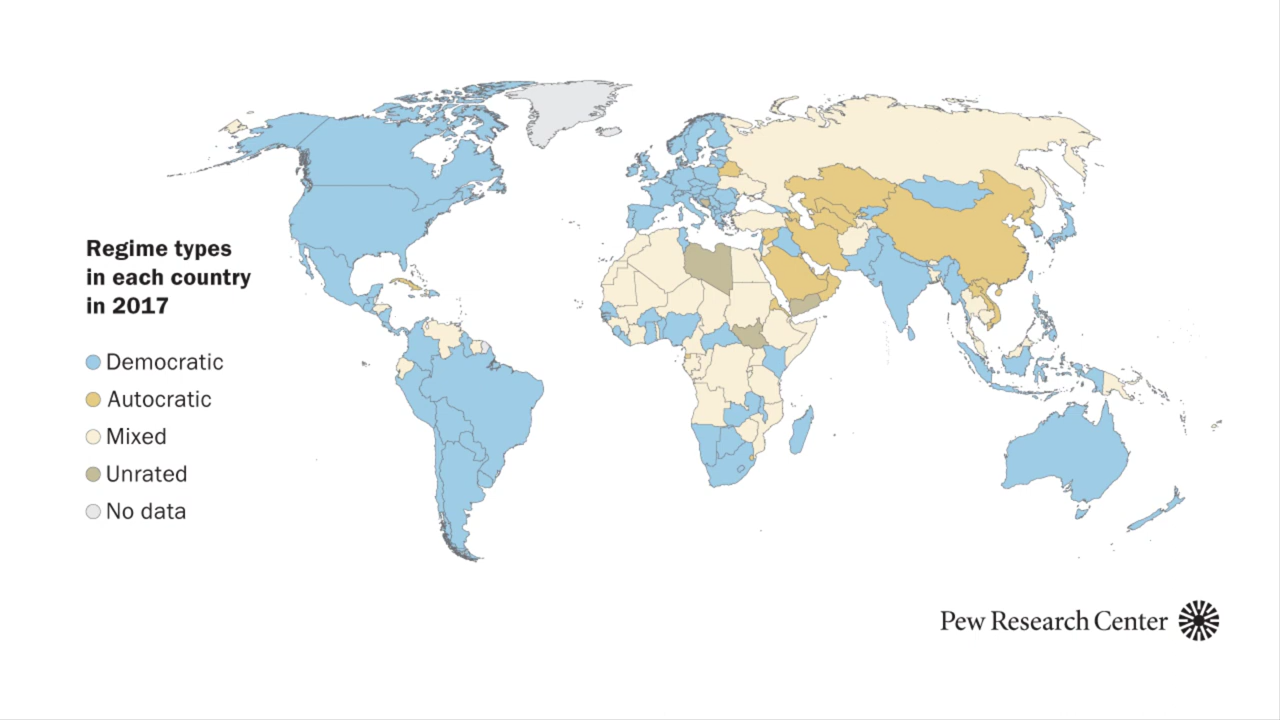 Regime types
in each country
in 2017
Democratic
Autocratic
Mixed
Unrated
No data
Pew Research Center